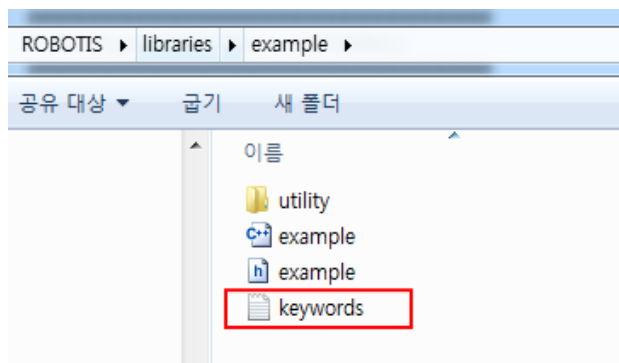 ROBOTIS ▸ libraries ▸ example ▸
공유 대상 ▼ 굽기 새 폴더
이름
utility
C++ example
h example
keywords